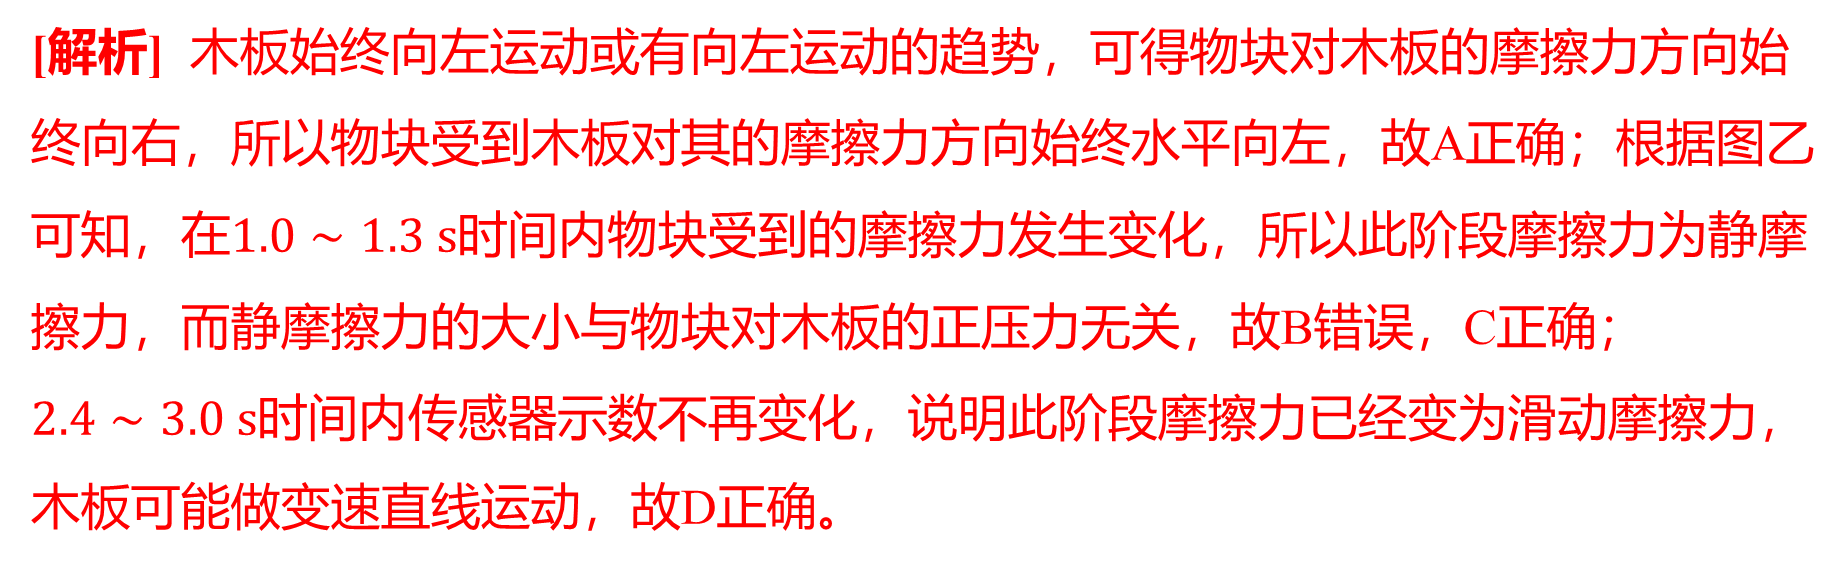 [解析] 木板始终向左运动或有向左运动的趋势，可得物块对木板的摩擦力方向始
终向右，所以物块受到木板对其的摩擦力方向始终水平向左，故A正确；根据图乙
可知，在1.0 ~ 1.3 s时间内物块受到的摩擦力发生变化，所以此阶段摩擦力为静摩
擦力，而静摩擦力的大小与物块对木板的正压力无关，故B错误，C正确；
2.4 ~ 3.0 s时间内传感器示数不再变化，说明此阶段摩擦力已经变为滑动摩擦力，
木板可能做变速直线运动，故D正确。